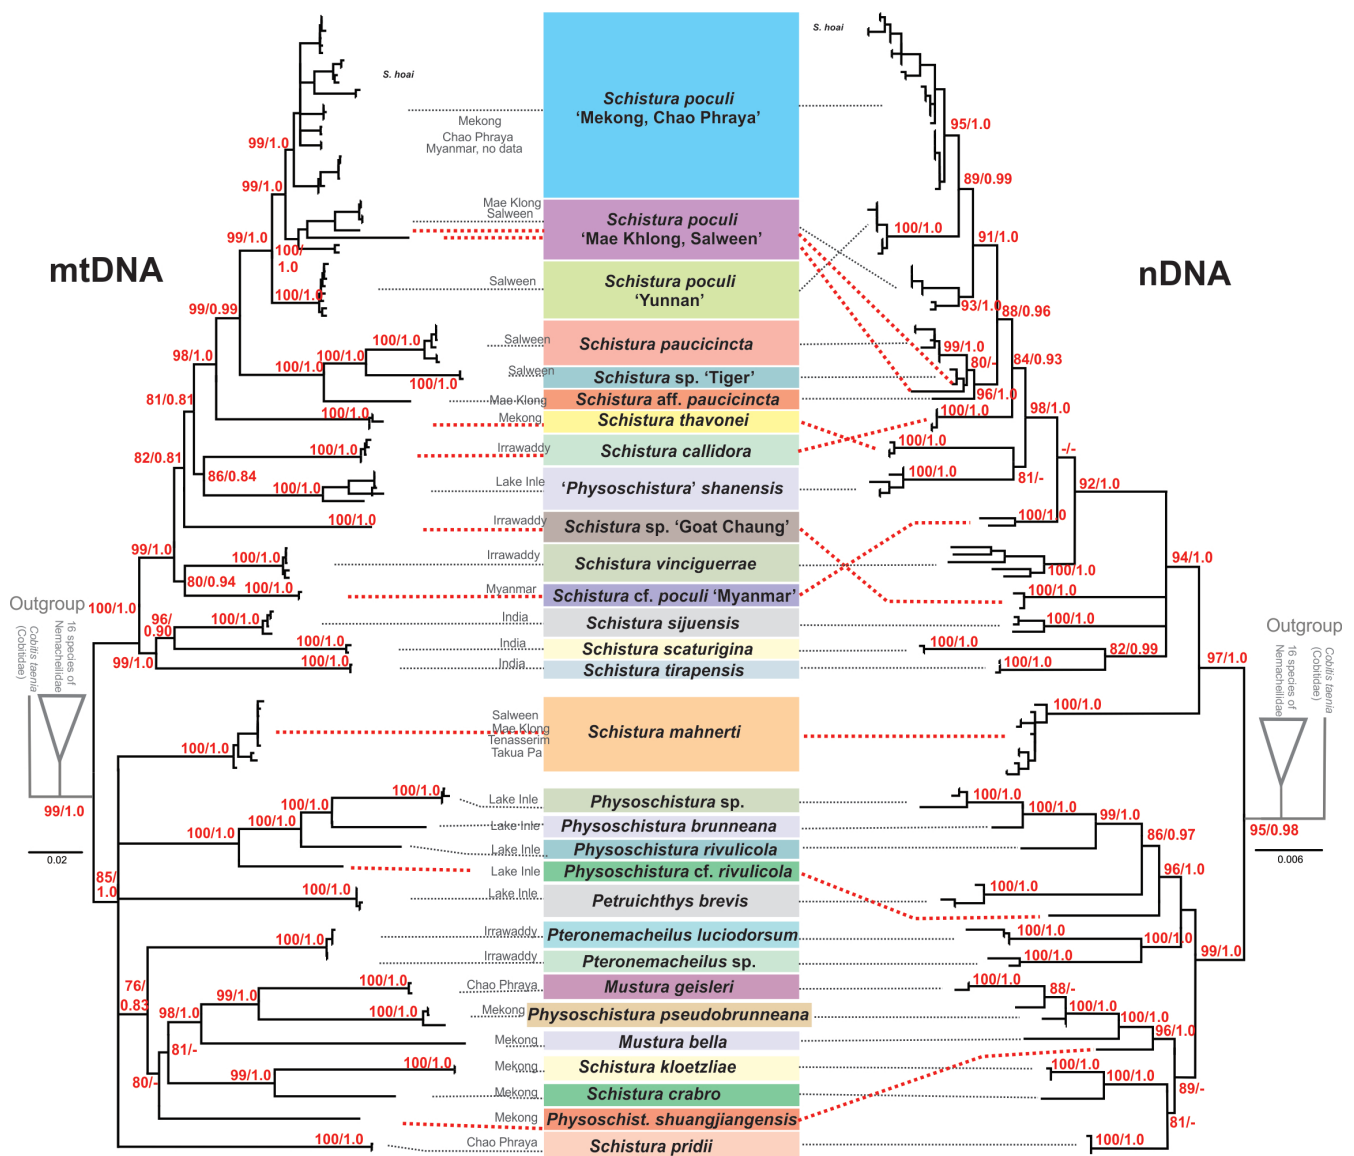 mtDNA
nDNA
S. hoai
S. hoai
Schistura poculi
‘Mekong, Chao Phraya’
Mekong
Chao Phraya
Myanmar, no data
95/1.0
99/1.0
89/0.99
99/1.0
Mae Klong
Salween
Schistura poculi
‘Mae Khlong, Salween’
99/1.0
100/
1.0
100/1.0
91/1.0
Salween
Schistura poculi
‘Yunnan’
100/1.0
93/1.0
88/0.96
99/0.99
100/1.0
Salween
Schistura paucicincta
99/1.0
98/1.0
100/1.0
100/1.0
80/-
84/0.93
Salween
Schistura sp. ‘Tiger’
100/1.0
Mae Klong
Schistura aff. paucicincta
96/1.0
81/0.81
100/1.0
Mekong
Schistura thavonei
100/1.0
98/1.0
82/0.81
100/1.0
Irrawaddy
Schistura callidora
100/1.0
-/-
86/0.84
100/1.0
Lake Inle
‘Physoschistura’ shanensis
100/1.0
81/-
92/1.0
100/1.0
Irrawaddy
Schistura sp. ‘Goat Chaung’
100/1.0
99/1.0
100/1.0
Irrawaddy
Schistura vinciguerrae
100/1.0
94/1.0
80/0.94
100/1.0
Myanmar
Schistura cf. poculi ‘Myanmar’
100/1.0
100/1.0
96/
0.90
100/1.0
India
Schistura sijuensis
100/1.0
100/1.0
India
Schistura scaturigina
100/1.0
82/0.99
99/1.0
100/1.0
India
Schistura tirapensis
100/1.0
97/1.0
Outgroup
Cobitis taenia
(Cobitidae)
16 species of
Nemacheilidae
Outgroup
16 species of
Nemacheilidae
Cobitis taenia
(Cobitidae)
100/1.0
Salween
Mae Klong
Tenasserim
Takua Pa
Schistura mahnerti
100/1.0
99/1.0
0.02
95/0.98
0.006
100/1.0
Lake Inle
Physoschistura sp.
100/1.0
100/1.0
100/1.0
Lake Inle
Physoschistura brunneana
99/1.0
100/1.0
100/1.0
Lake Inle
Physoschistura rivulicola
86/0.97
Lake Inle
Physoschistura cf. rivulicola
96/1.0
85/
1.0
100/1.0
Lake Inle
Petruichthys brevis
100/1.0
100/1.0
Irrawaddy
Pteronemacheilus luciodorsum
100/1.0
100/1.0
Irrawaddy
Pteronemacheilus sp.
100/1.0
99/1.0
76/
0.83
100/1.0
Chao Phraya
Mustura geisleri
100/1.0
88/-
99/1.0
98/1.0
100/1.0
Mekong
Physoschistura pseudobrunneana
100/1.0
100/1.0
Mekong
Mustura bella
96/1.0
81/-
100/1.0
Mekong
Schistura kloetzliae
100/1.0
80/-
99/1.0
Mekong
Schistura crabro
100/1.0
89/-
Mekong
Physoschist. shuangjiangensis
81/-
100/1.0
Chao Phraya
Schistura pridii
100/1.0